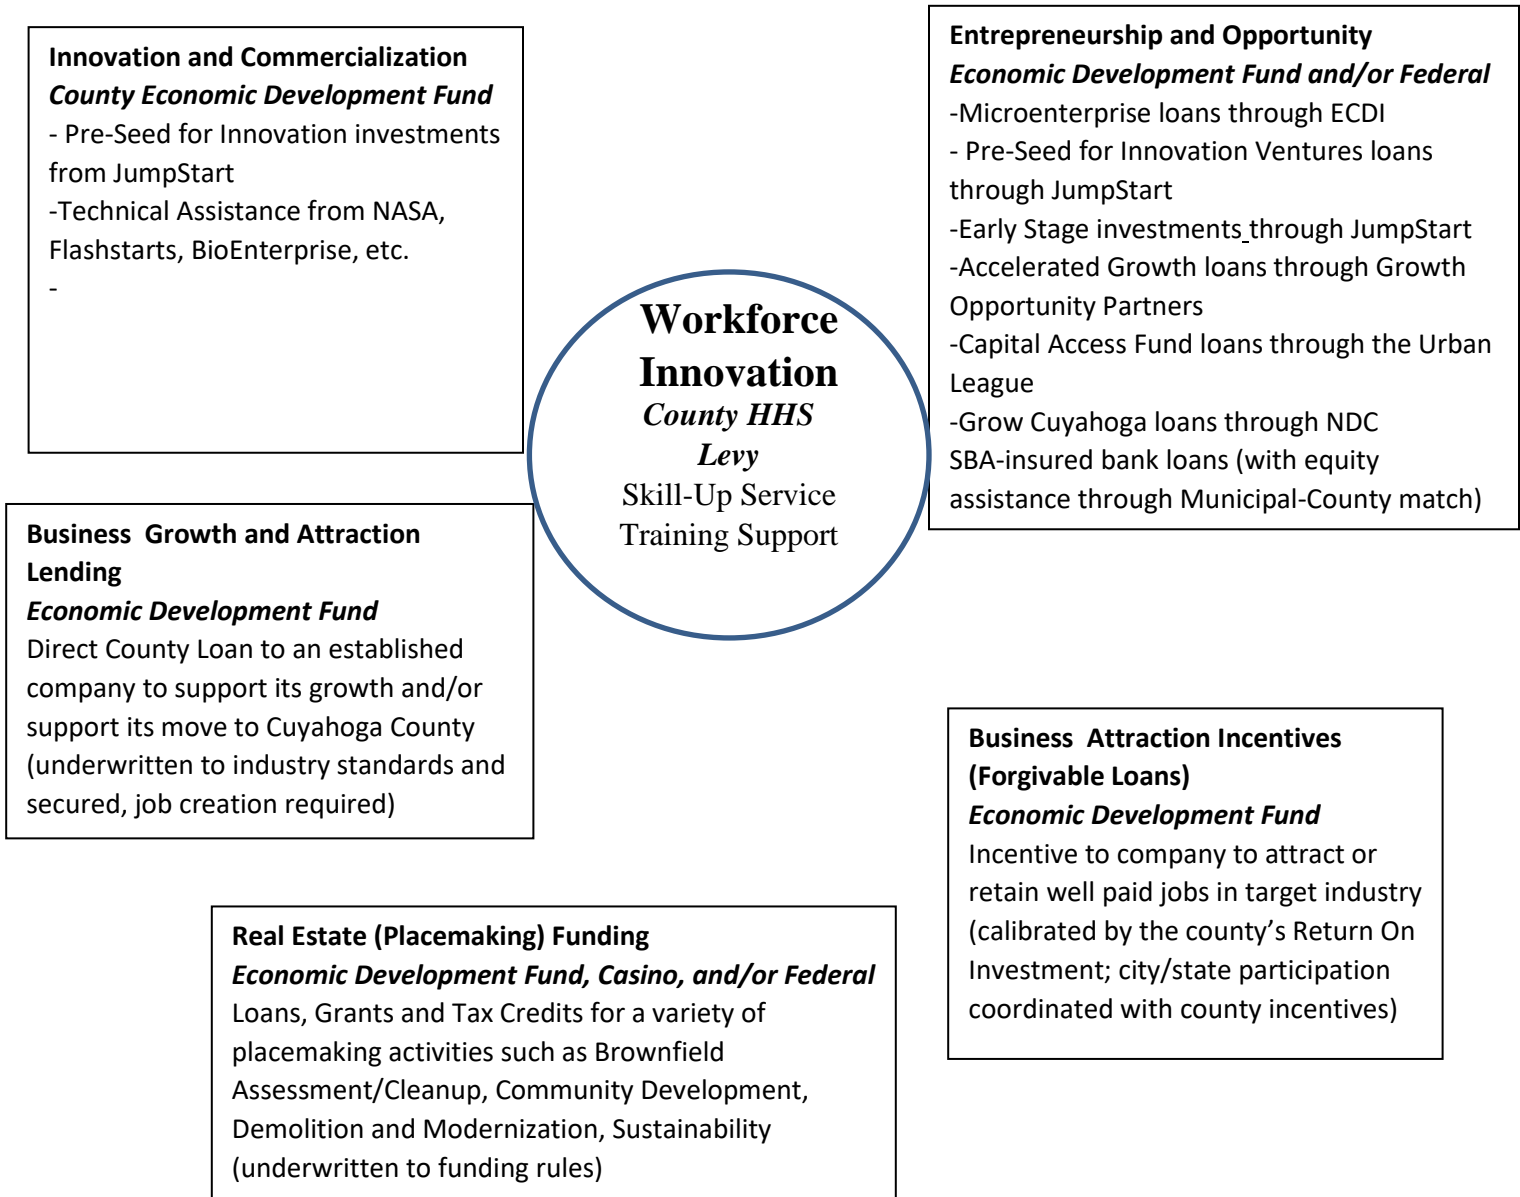 Innovation and Commercialization
County Economic Development Fund
- Pre-Seed for Innovation investments
from JumpStart
-Technical Assistance from NASA,
Flashstarts, BioEnterprise, etc.
-
Entrepreneurship and Opportunity
Economic Development Fund and/or Federal
-Microenterprise loans through ECDI
- Pre-Seed for Innovation Ventures loans
through JumpStart
-Early Stage investments through JumpStart
-Accelerated Growth loans through Growth
Opportunity Partners
-Capital Access Fund loans through the Urban
League
-Grow Cuyahoga loans through NDC
SBA-insured bank loans (with equity
assistance through Municipal-County match)
Workforce
Innovation
County HHS
Levy
Skill-Up Service
Training Support
Business  Growth and Attraction
Lending
Economic Development Fund
Direct County Loan to an established
company to support its growth and/or
support its move to Cuyahoga County
(underwritten to industry standards and
secured, job creation required)
Business  Attraction Incentives
(Forgivable Loans)
Economic Development Fund
Incentive to company to attract or
retain well paid jobs in target industry
(calibrated by the county’s Return On
Investment; city/state participation
coordinated with county incentives)
Real Estate (Placemaking) Funding
Economic Development Fund, Casino, and/or Federal
Loans, Grants and Tax Credits for a variety of
placemaking activities such as Brownfield
Assessment/Cleanup, Community Development,
Demolition and Modernization, Sustainability
(underwritten to funding rules)